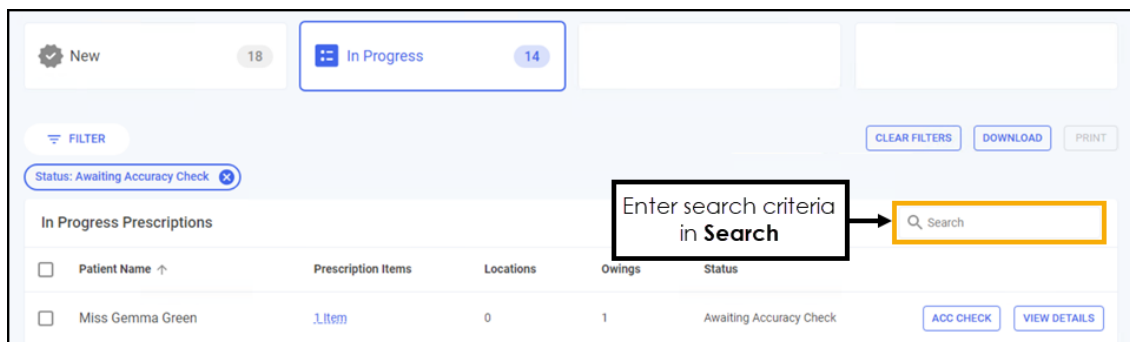 New 18 In Progress 14
FILTER CLEAR FILTERS DOWNLOAD PRINT
Status: Awaiting Accuracy Check
Enter search criteria
in Search
In Progress Prescriptions Search
Patient Name Prescription Items Locations Owings Status
Miss Gemma Green 1 Item 0 1 Awaiting Accuracy Check ACC CHECK VIEW DETAILS